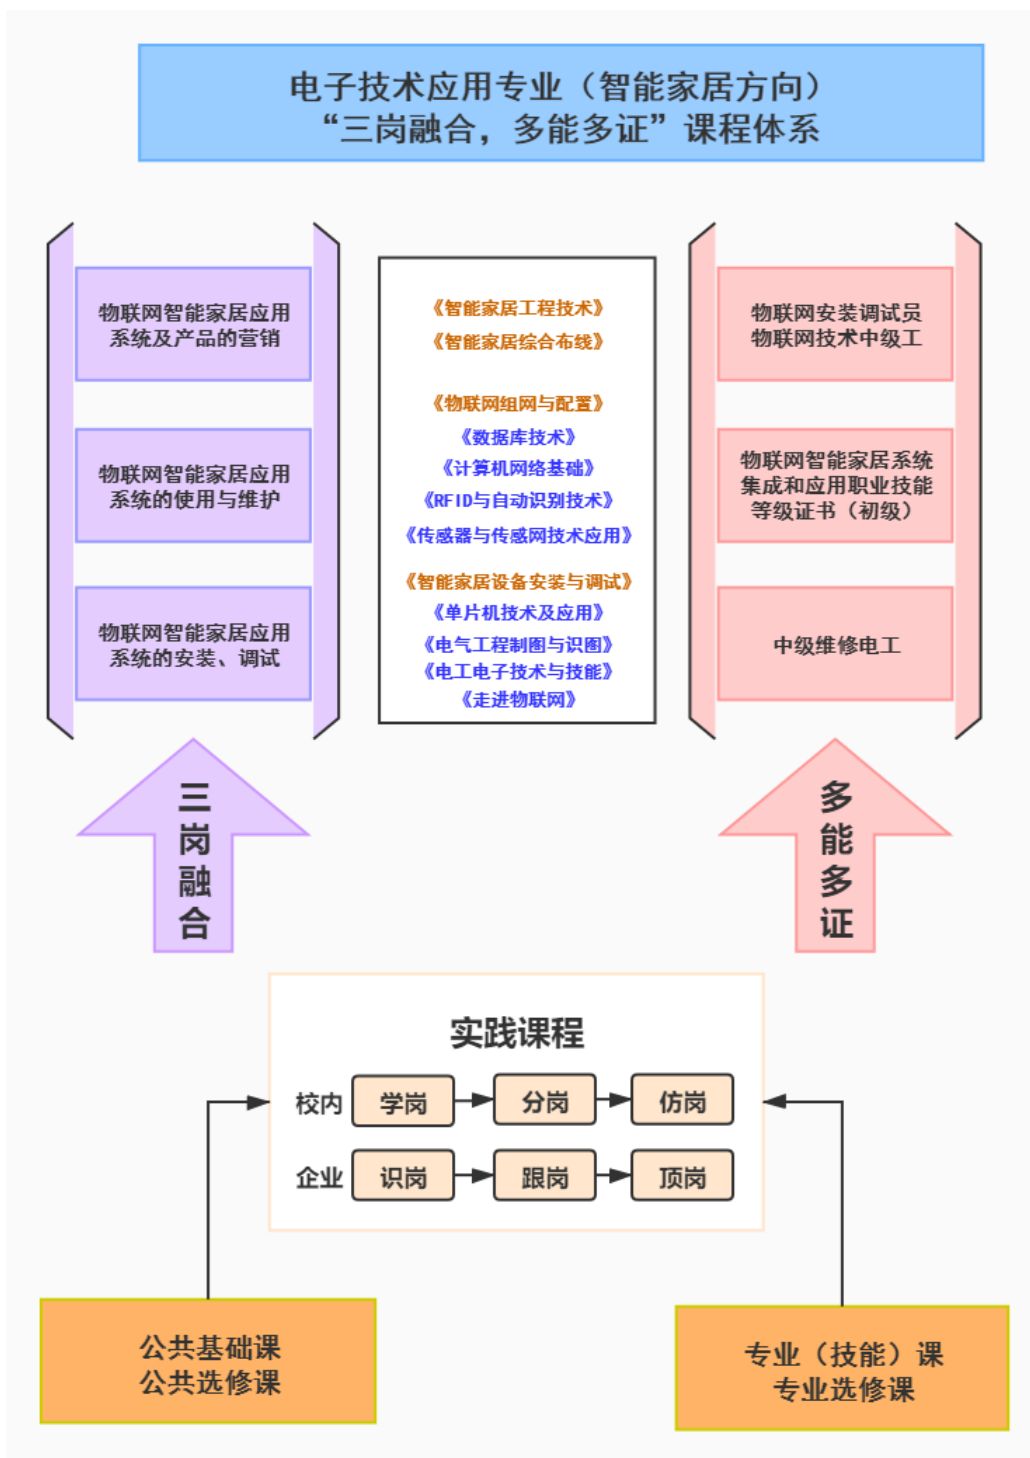 电子技术应用专业（智能家居方向）
“三岗融合，多能多证”课程体系
物联网智能家居应用
系统及产品的营销
物联网智能家居应用
系统的使用与维护
物联网智能家居应用
系统的安装、调试
三
岗
融
合
《智能家居工程技术》
《智能家居综合布线》
《物联网组网与配置》
《数据库技术》
《计算机网络基础》
《RFID与自动识别技术》
《传感器与传感网技术应用》
《智能家居设备安装与调试》
《单片机技术及应用》
《电气工程制图与识图》
《电工电子技术与技能》
《走进物联网》
物联网安装调试员
物联网技术中级工
物联网智能家居系统
集成和应用职业技能
等级证书（初级）
中级维修电工
多
能
多
证
实践课程
校内 学岗 分岗 仿岗
企业 识岗 跟岗 顶岗
公共基础课
公共选修课
专业（技能）课
专业选修课